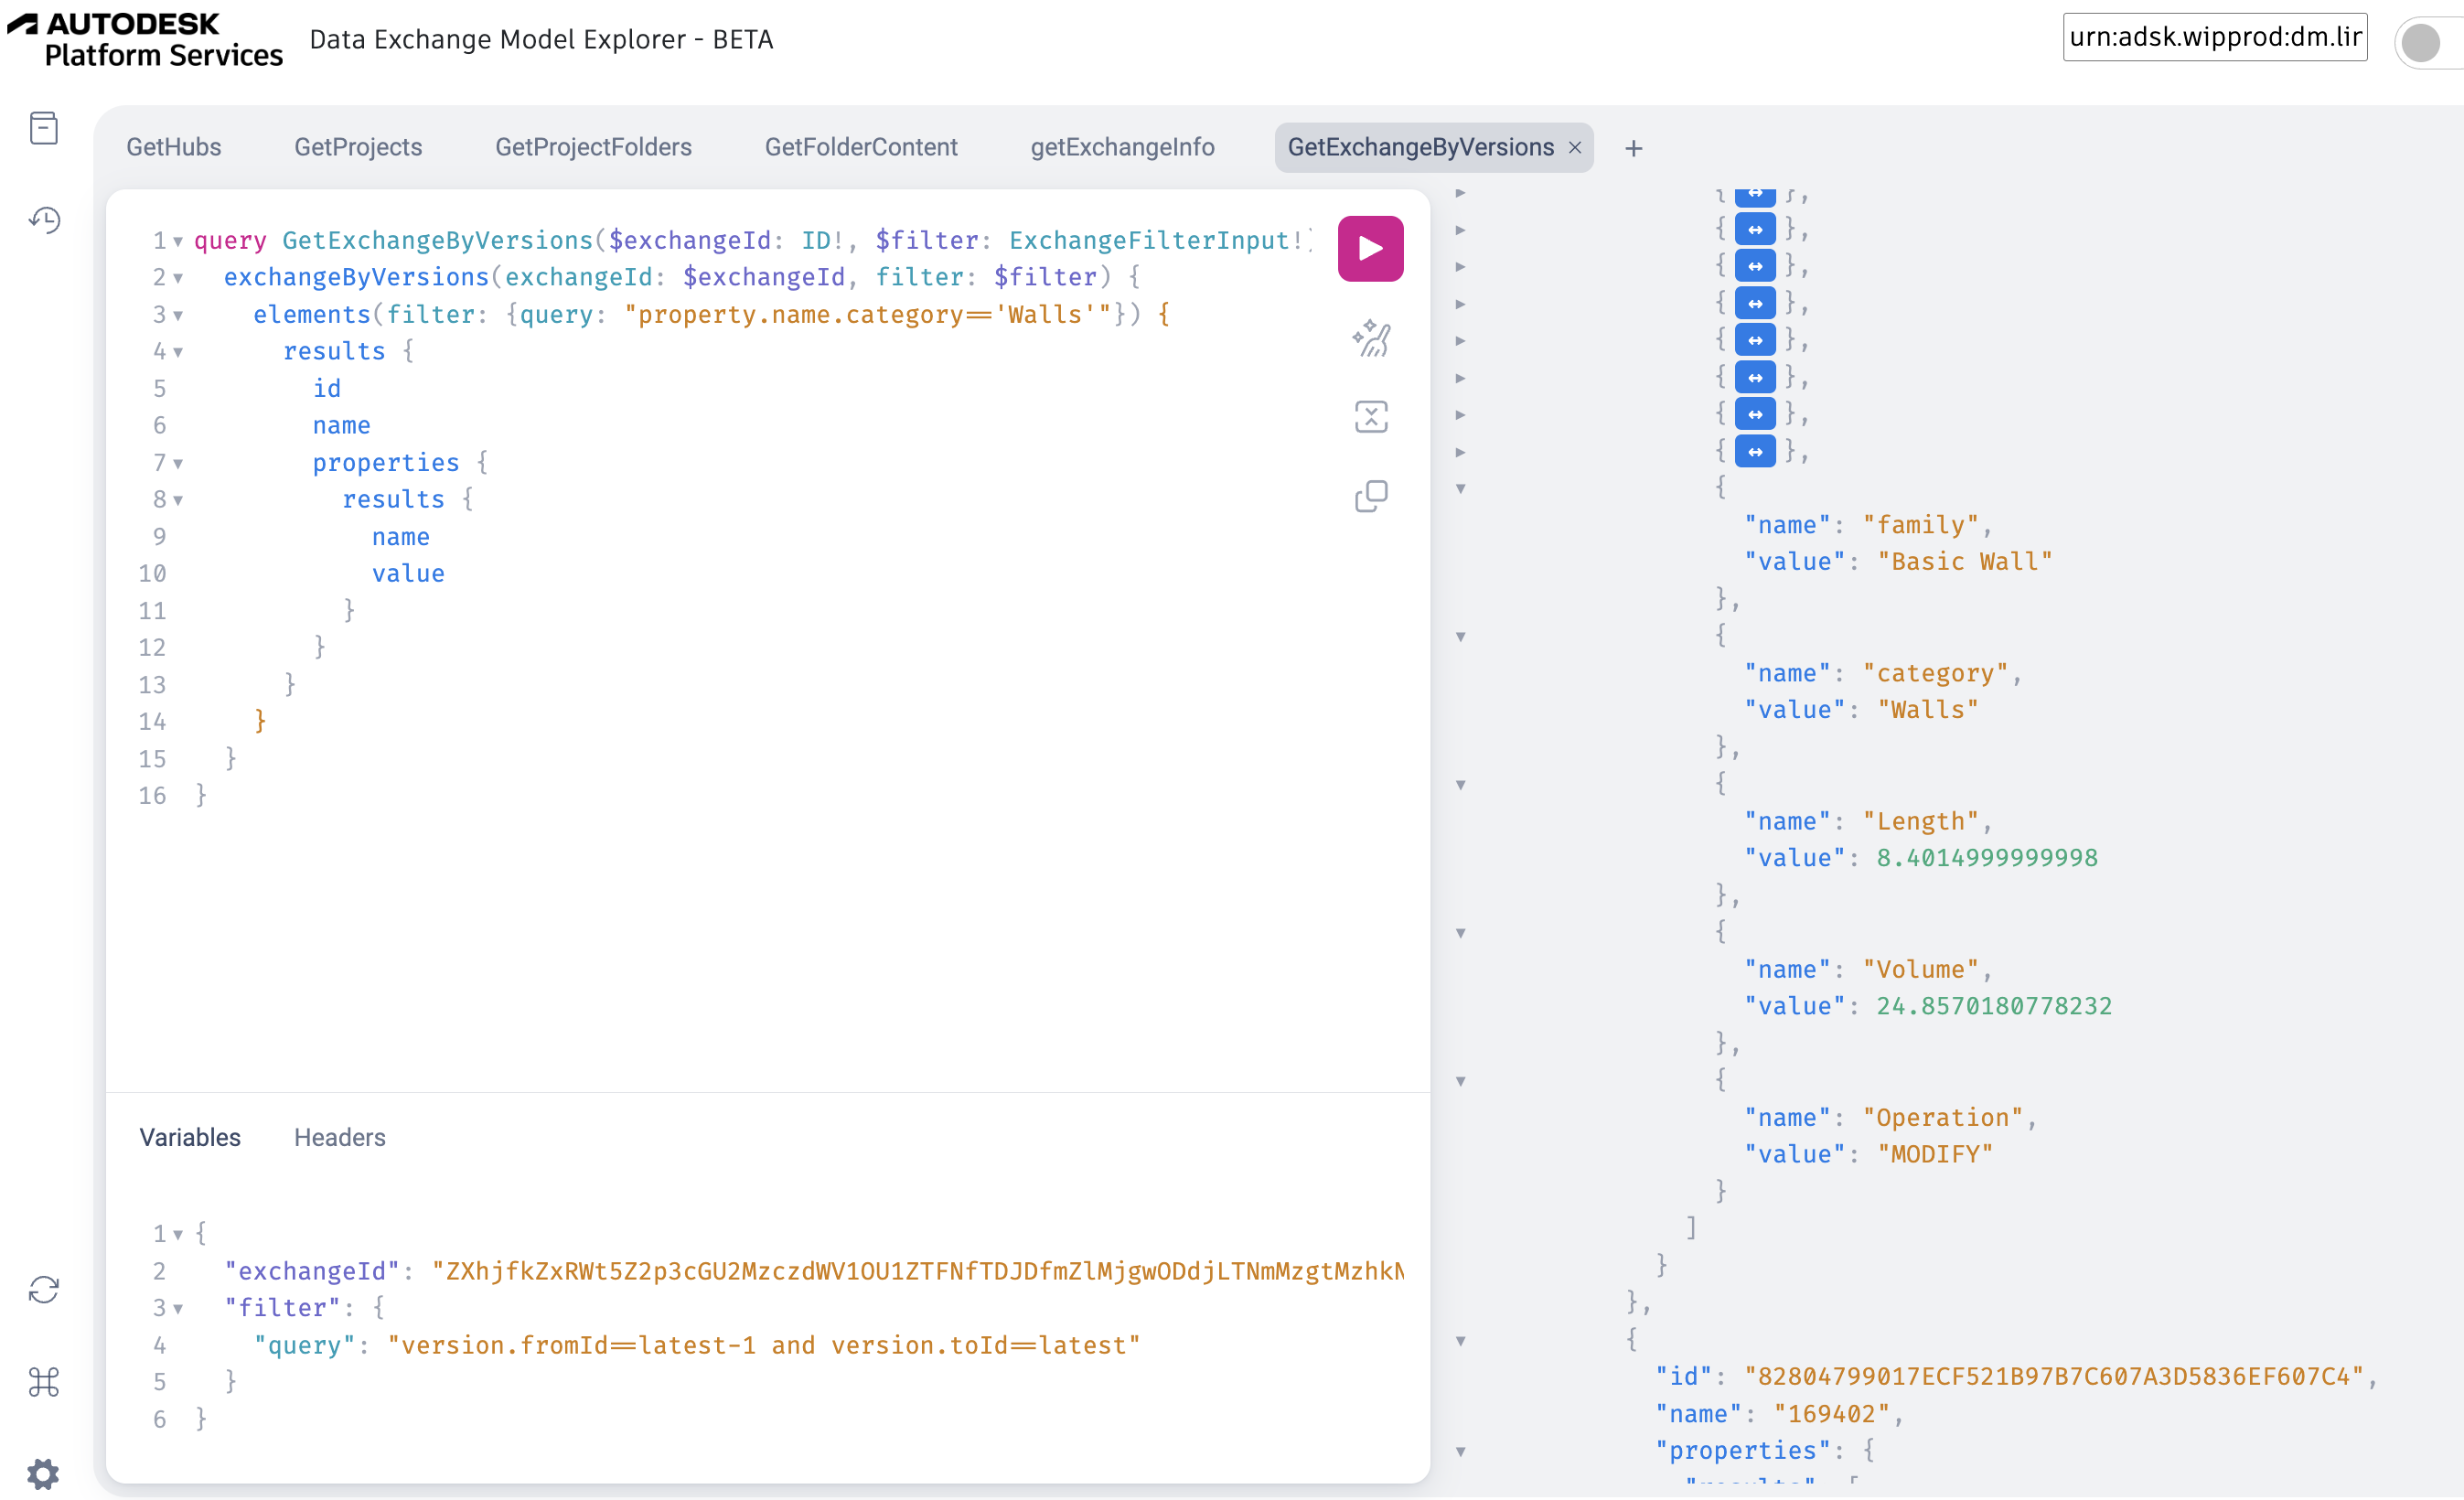 AUTODESK
Platform Services
Data Exchange Model Explorer - BETA
urn:adsk.wipprod:dm.lin
GetHubs
GetProjects
GetProjectFolders
GetFolderContent
getExchangeInfo
GetExchangeByVersions ×
+
1 query GetExchangeByVersions($exchangeId: ID!, $filter: ExchangeFilterInput!)
2 exchangeByVersions(exchangeId: $exchangeId, filter: $filter) {
3 elements(filter: {query: "property.name.category=='Walls'"}) {
4 results {
5 id
6 name
7 properties {
8 results {
9 name
10 value
11 }
12 }
13 }
14 }
15 }
16 }
Variables
Headers
1 {
2 "exchangeId": "ZXhjfkZxRWt5Z2p3cGU2MzczdWV1OU1ZTFNfTDJDfmZlMjgwODdjLTNmMzgtMzhkN
3 "filter": {
4 "query": "version.fromId==latest-1 and version.toId==latest"
5 }
6 }
{ ↔ },
{ ↔ },
{ ↔ },
{ ↔ },
{ ↔ },
{ ↔ },
{ ↔ },
{ ↔ },
{
"name": "family",
"value": "Basic Wall"
},
{
"name": "category",
"value": "Walls"
},
{
"name": "Length",
"value": 8.4014999999998
},
{
"name": "Volume",
"value": 24.8570180778232
},
{
"name": "Operation",
"value": "MODIFY"
}
]
}
},
{
"id": "82804799017ECF521B97B7C607A3D5836EF607C4",
"name": "169402",
"properties": {
"results": [